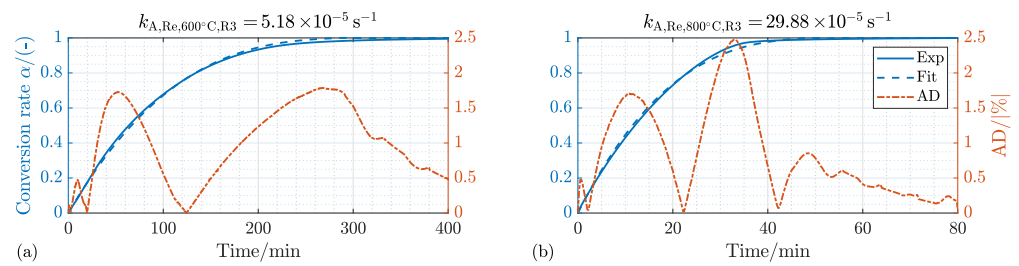 k_A,Re,600°C,R3 = 5.18 ×10⁻⁵ s⁻¹
Conversion rate α/(-)
1
0.8
0.6
0.4
0.2
0
2.5
2
1.5
1
0.5
0
0 100 200 300 400
(a) Time/min
k_A,Re,800°C,R3 = 29.88 ×10⁻⁵ s⁻¹
1
0.8
0.6
0.4
0.2
0
Exp
Fit
AD
2.5
2
1.5
1
0.5
0
AD/|%|
0 20 40 60 80
(b) Time/min